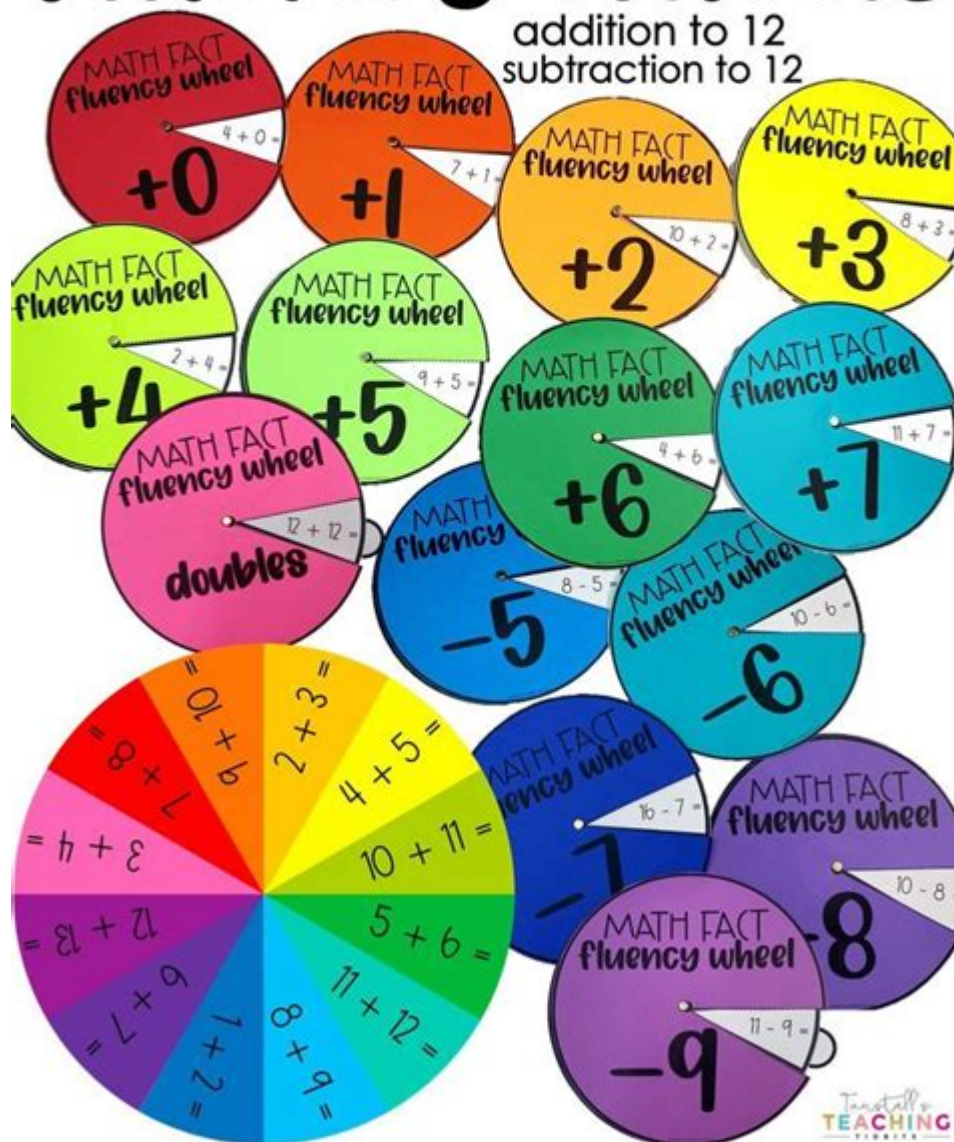 addition to 12
subtraction to 12
MATH FACT
fluency wheel
4 + 0 =
+0
MATH FACT
fluency wheel
7 + 1 =
+1
MATH FACT
fluency wheel
10 + 2 =
+2
MATH FACT
fluency wheel
8 + 3 =
+3
MATH FACT
fluency wheel
2 + 4 =
+4
MATH FACT
fluency wheel
9 + 5 =
+5
MATH FACT
fluency wheel
4 + 6 =
+6
MATH FACT
fluency wheel
11 + 7 =
+7
MATH FACT
fluency wheel
12 + 12 =
doubles
MATH
fluency
8 - 5 =
-5
MATH FACT
fluency wheel
10 - 6 =
-6
MATH FACT
wheel
16 - 7 =
-7
MATH FACT
fluency wheel
10 - 8
-8
MATH FACT
fluency wheel
11 - 9 =
-9
2 + 3 =
4 + 5 =
10 + 11 =
5 + 6 =
11 + 12 =
8 + 9 =
1 + 2 =
6 + 7 =
12 + 13 =
3 + 4 =
7 + 8 =
9 + 10 =
Tunstall's
TEACHING